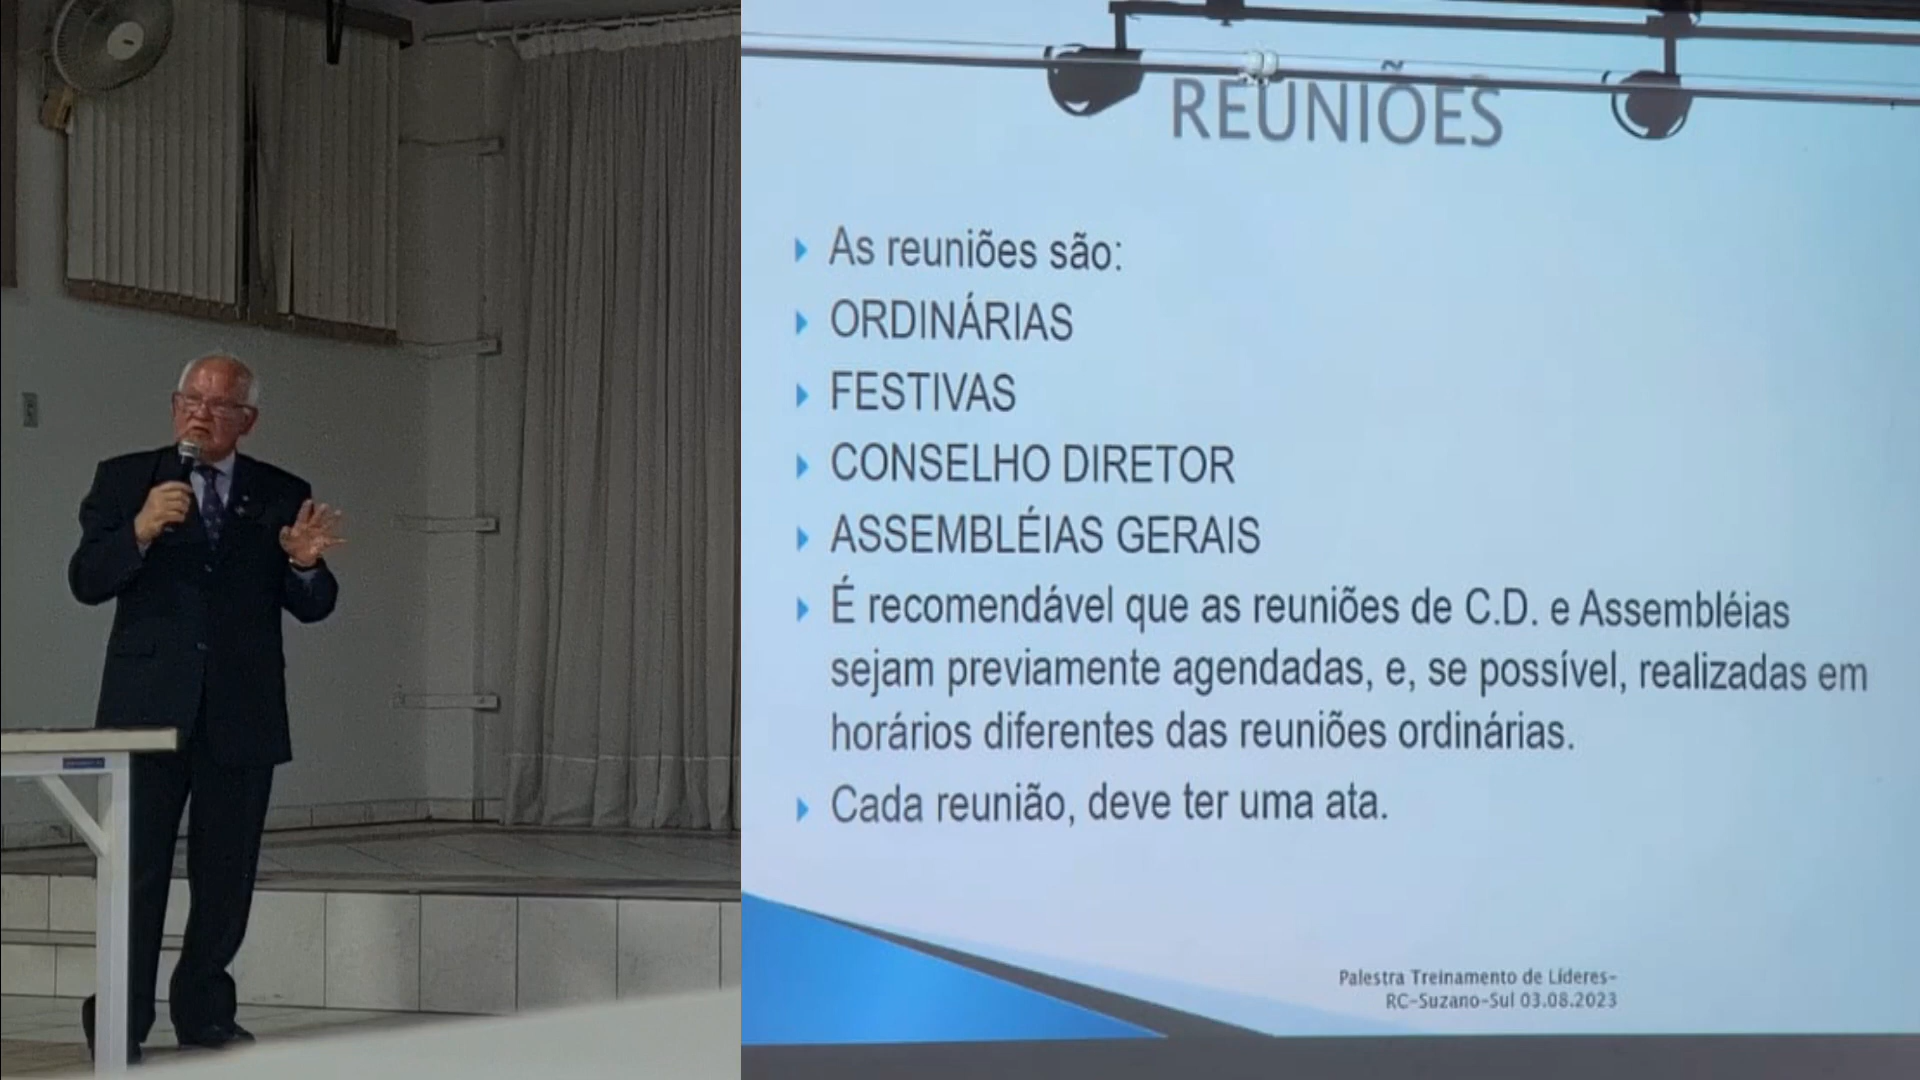 REUNIÕES
As reuniões são:
ORDINÁRIAS
FESTIVAS
CONSELHO DIRETOR
ASSEMBLÉIAS GERAIS
É recomendável que as reuniões de C.D. e Assembléias
sejam previamente agendadas, e, se possível, realizadas em
horários diferentes das reuniões ordinárias.
Cada reunião, deve ter uma ata.
Palestra Treinamento de Líderes-
RC-Suzano-Sul 03.08.2023